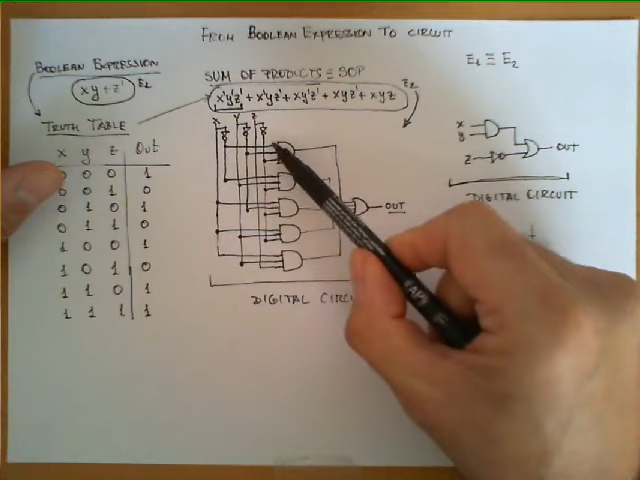 FROM BOOLEAN EXPRESSION TO CIRCUIT
BOOLEAN EXPRESSION
xy + z'
TRUTH TABLE
x y z Out
0 0 1
0 0 1 0
0 1 0 1
0 1 1 0
1 0 0 1
1 0 1 0
1 1 0 1
1 1 1 1
SUM OF PRODUCTS ≡ SOP
x'y'z' + x'yz' + xy'z' + xyz' + xyz
E2
x y z
OUT
DIGITAL CIRC
E1 ≡ E2
x
y
z
OUT
DIGITAL CIRCUIT